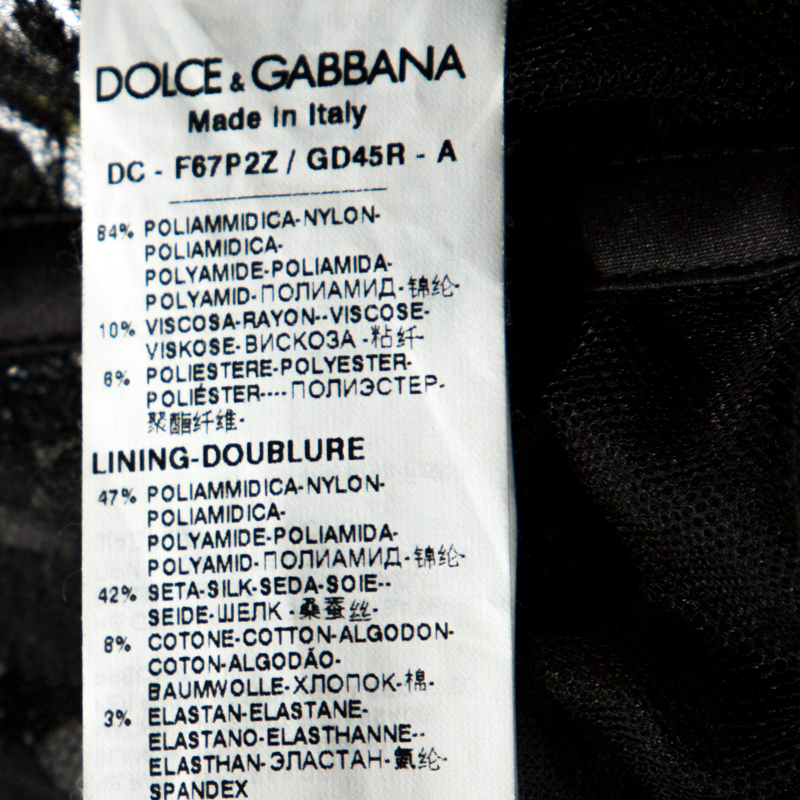 DOLCE & GABBANA
Made in Italy
DC - F67P2Z / GD45R - A
84% POLIAMMIDICA-NYLON-
POLIAMIDICA-
POLYAMIDE-POLIAMIDA-
POLYAMID-ПОЛИАМИД-锦纶-
10% VISCOSA-RAYON--VISCOSE-
VISKOSE-ВИСКОЗА -粘纤-
6% POLIESTERE-POLYESTER-
POLIÉSTER----ПОЛИЭСТЕР-
聚酯纤维-
LINING-DOUBLURE
47% POLIAMMIDICA-NYLON-
POLIAMIDICA-
POLYAMIDE-POLIAMIDA-
POLYAMID-ПОЛИАМИД-锦纶-
42% SETA-SILK-SEDA-SOIE--
SEIDE-ШЕЛК -桑蚕丝-
8% COTONE-COTTON-ALGODON-
COTON-ALGODÃO-
BAUMWOLLE-ХЛОПОК-棉-
3% ELASTAN-ELASTANE-
ELASTANO-ELASTHANNE--
ELASTHAN-ЭЛАСТАН-氨纶-
SPANDEX